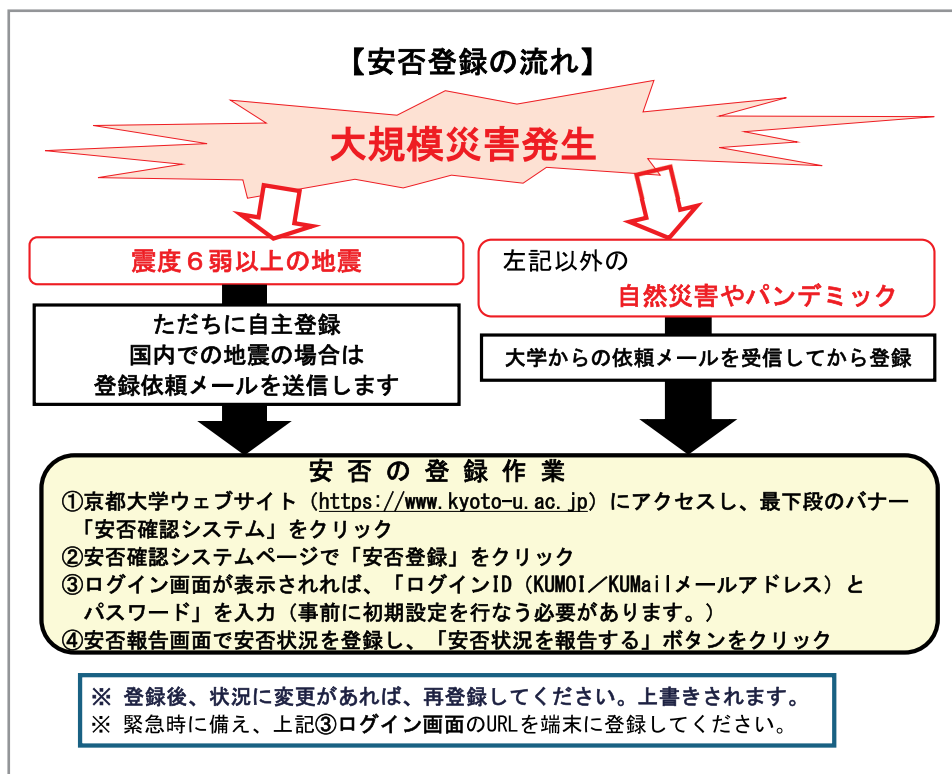 【安否登録の流れ】
大規模災害発生
震度６弱以上の地震
ただちに自主登録
国内での地震の場合は
登録依頼メールを送信します
左記以外の
自然災害やパンデミック
大学からの依頼メールを受信してから登録
安否の登録作業
①京都大学ウェブサイト（https://www.kyoto-u.ac.jp）にアクセスし、最下段のバナー
「安否確認システム」をクリック
②安否確認システムページで「安否登録」をクリック
③ログイン画面が表示されれば、「ログインID（KUMOI／KUMailメールアドレス）と
パスワード」を入力（事前に初期設定を行なう必要があります。）
④安否報告画面で安否状況を登録し、「安否状況を報告する」ボタンをクリック
※ 登録後、状況に変更があれば、再登録してください。上書きされます。
※ 緊急時に備え、上記③ログイン画面のURLを端末に登録してください。